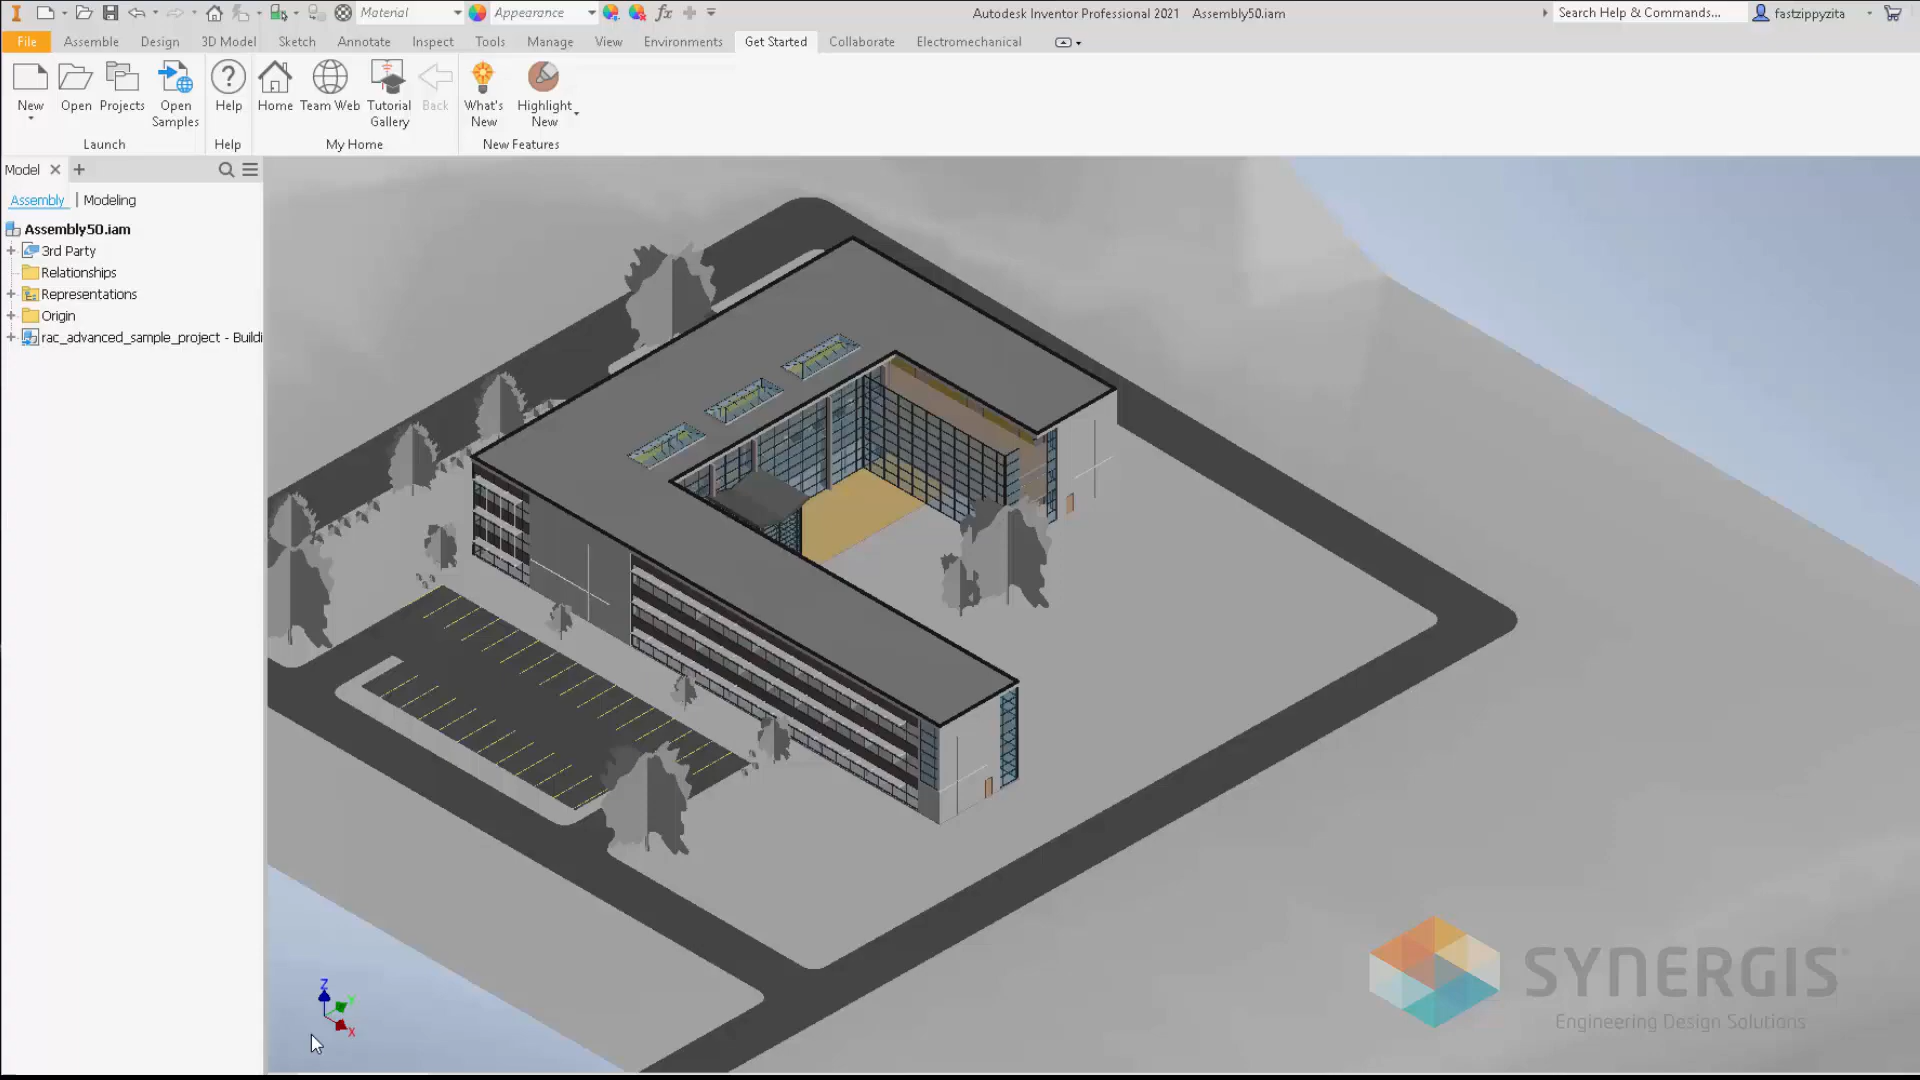 Material
Appearance
fx
Autodesk Inventor Professional 2021 Assembly50.iam
Search Help & Commands...
fastzippyzita
File Assemble Design 3D Model Sketch Annotate Inspect Tools Manage View Environments Get Started Collaborate Electromechanical
New
Open
Projects
Open
Samples
Help
Home
Team Web
Tutorial
Gallery
Back
What's
New
Highlight
New
Launch
Help
My Home
New Features
Model
Assembly | Modeling
Assembly50.iam
3rd Party
Relationships
Representations
Origin
rac_advanced_sample_project - Buildi
Z
Y
X
SYNERGIS
Engineering Design Solutions